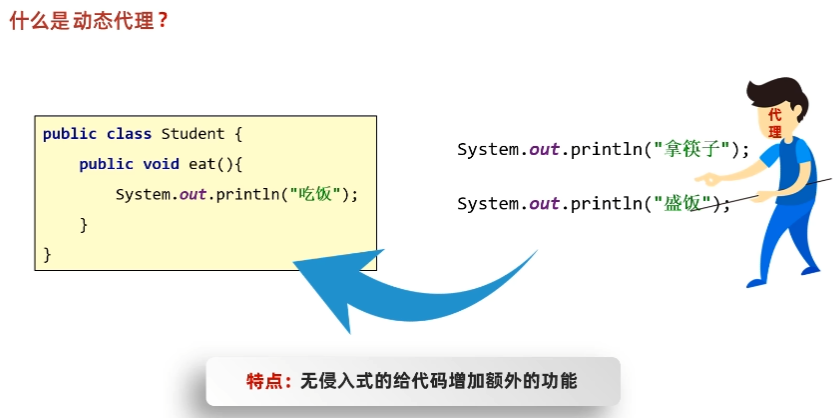 什么是动态代理？
public class Student {
public void eat(){
System.out.println("吃饭");
}
}
代理
System.out.println("拿筷子");
System.out.println("盛饭");
特点：无侵入式的给代码增加额外的功能